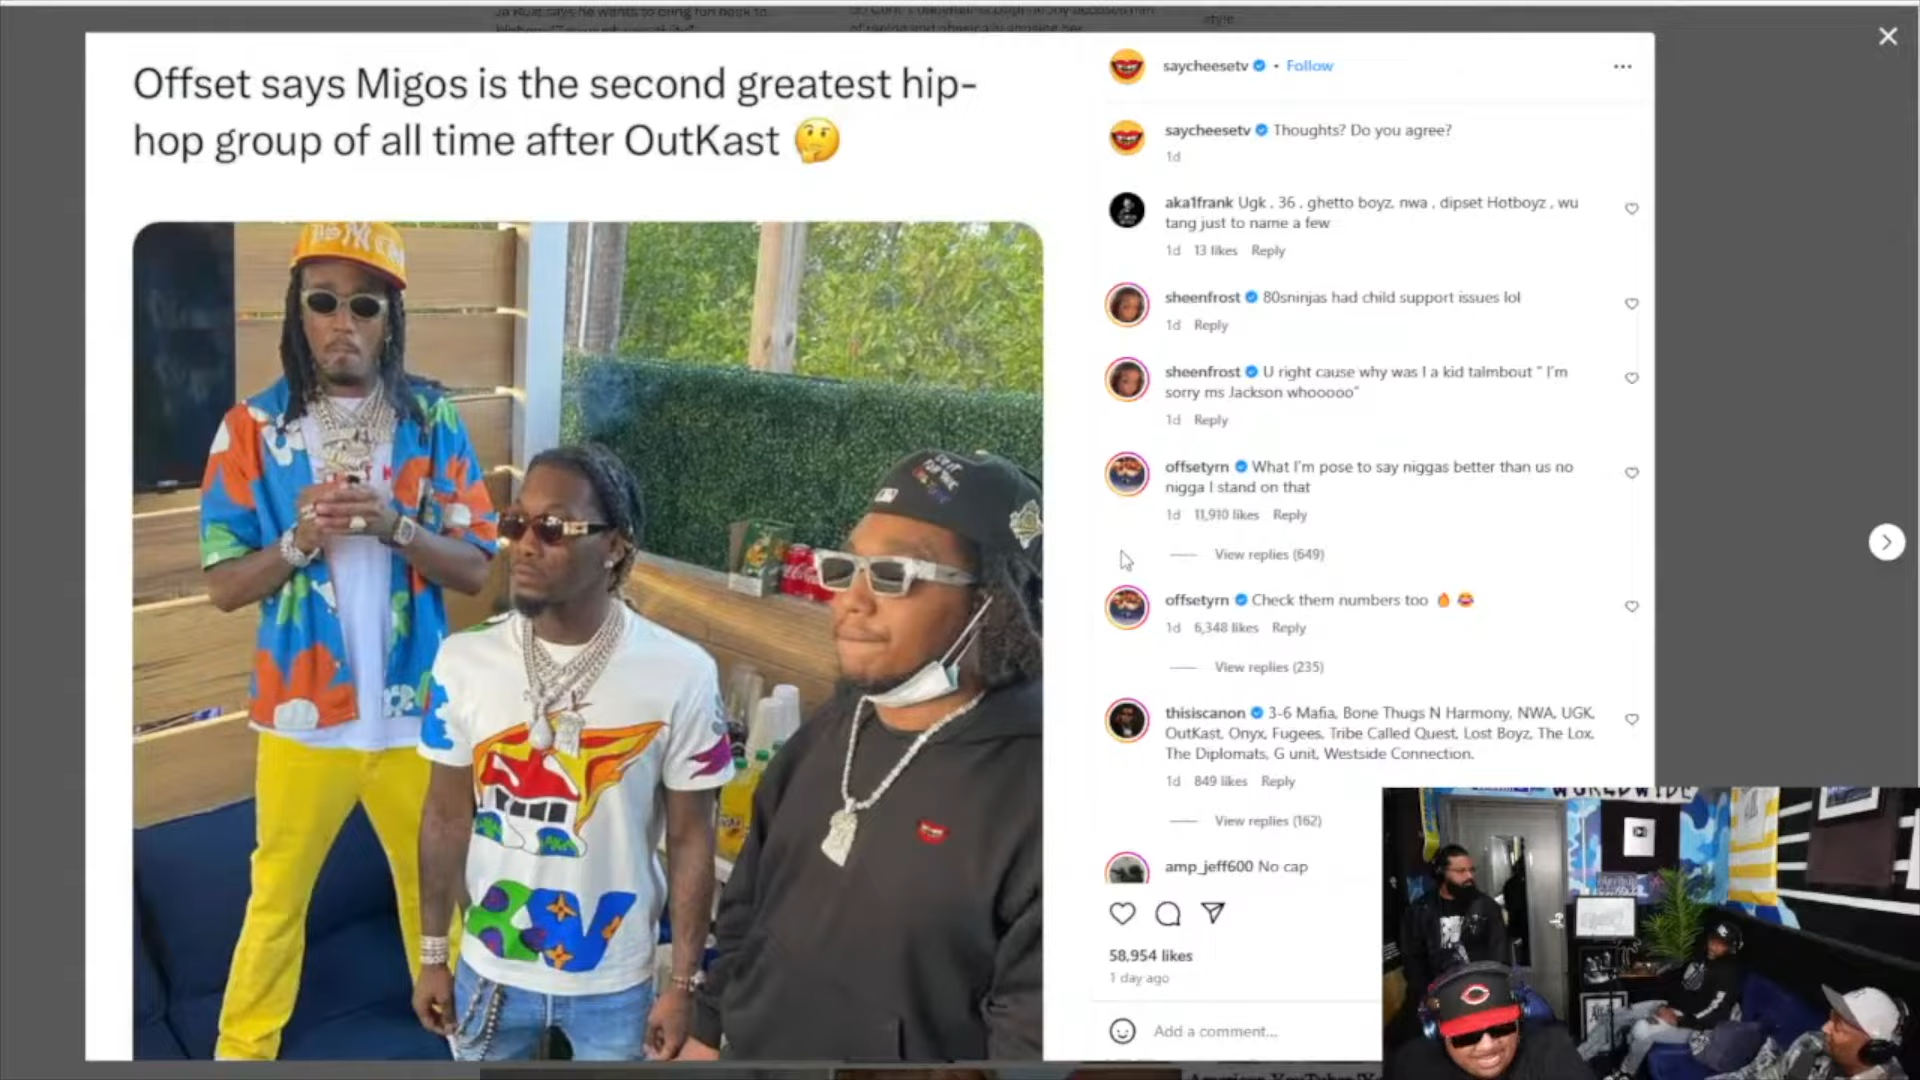 Offset says Migos is the second greatest hip-
hop group of all time after OutKast 🤔
saycheesetv • Follow
saycheesetv Thoughts? Do you agree?
1d
aka1frank Ugk , 36 , ghetto boyz, nwa , dipset Hotboyz , wu
tang just to name a few
1d 13 likes Reply
sheenfrost 80sninjas had child support issues lol
1d Reply
sheenfrost U right cause why was I a kid talmbout " I'm
sorry ms Jackson whooooo"
1d Reply
offsetyrn What I'm pose to say niggas better than us no
nigga I stand on that
1d 11,910 likes Reply
View replies (649)
offsetyrn Check them numbers too 🔥 😂
1d 6,348 likes Reply
View replies (235)
thisiscanon 3-6 Mafia, Bone Thugs N Harmony, NWA, UGK,
OutKast, Onyx, Fugees, Tribe Called Quest, Lost Boyz, The Lox,
The Diplomats, G unit, Westside Connection.
1d 849 likes Reply
View replies (162)
amp_jeff600 No cap
58,954 likes
1 day ago
Add a comment...
WORLDWIDE